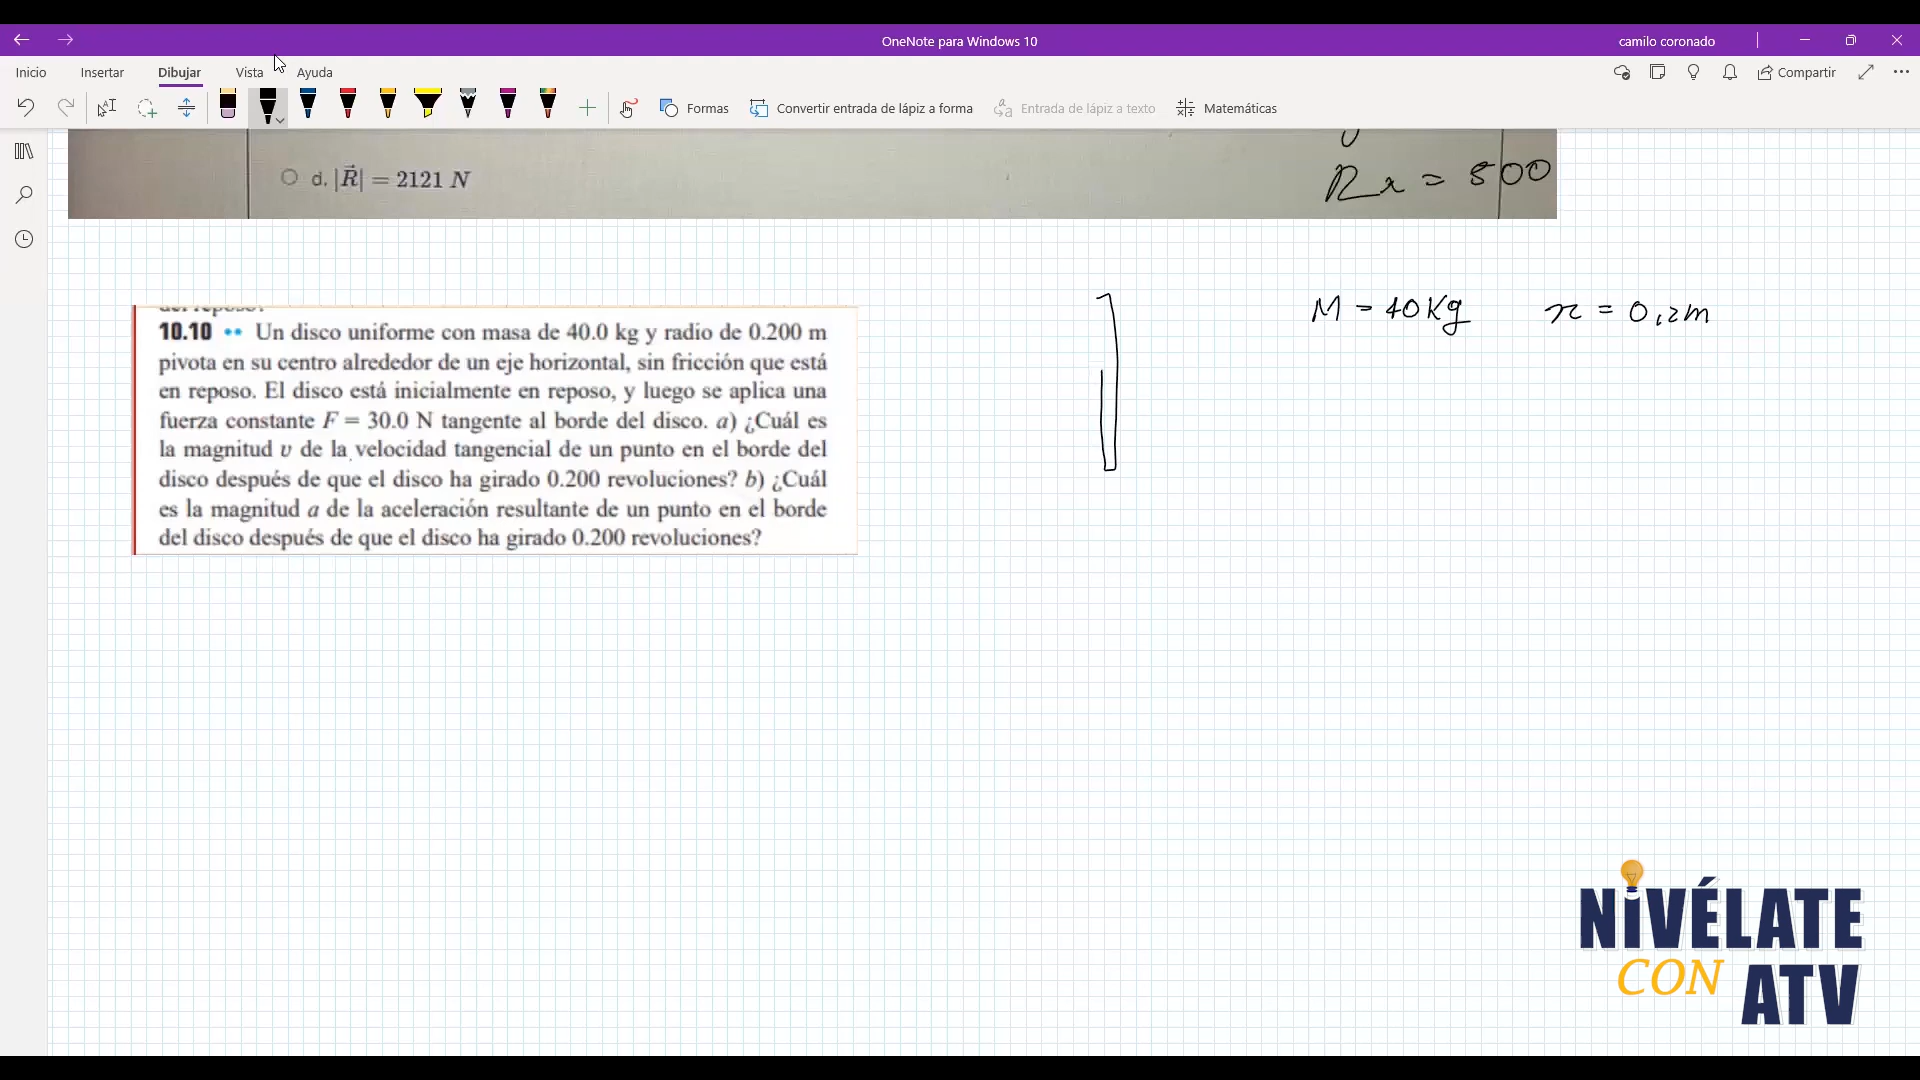 OneNote para Windows 10
camilo coronado
Inicio Insertar Dibujar Vista Ayuda
Compartir
Formas Convertir entrada de lápiz a forma Entrada de lápiz a texto Matemáticas
d. |R⃗| = 2121 N
Rx = 500
M = 40 Kg r = 0,2m
10.10 •• Un disco uniforme con masa de 40.0 kg y radio de 0.200 m
pivota en su centro alrededor de un eje horizontal, sin fricción que está
en reposo. El disco está inicialmente en reposo, y luego se aplica una
fuerza constante F = 30.0 N tangente al borde del disco. a) ¿Cuál es
la magnitud v de la velocidad tangencial de un punto en el borde del
disco después de que el disco ha girado 0.200 revoluciones? b) ¿Cuál
es la magnitud a de la aceleración resultante de un punto en el borde
del disco después de que el disco ha girado 0.200 revoluciones?
NIVÉLATE
CON
ATV